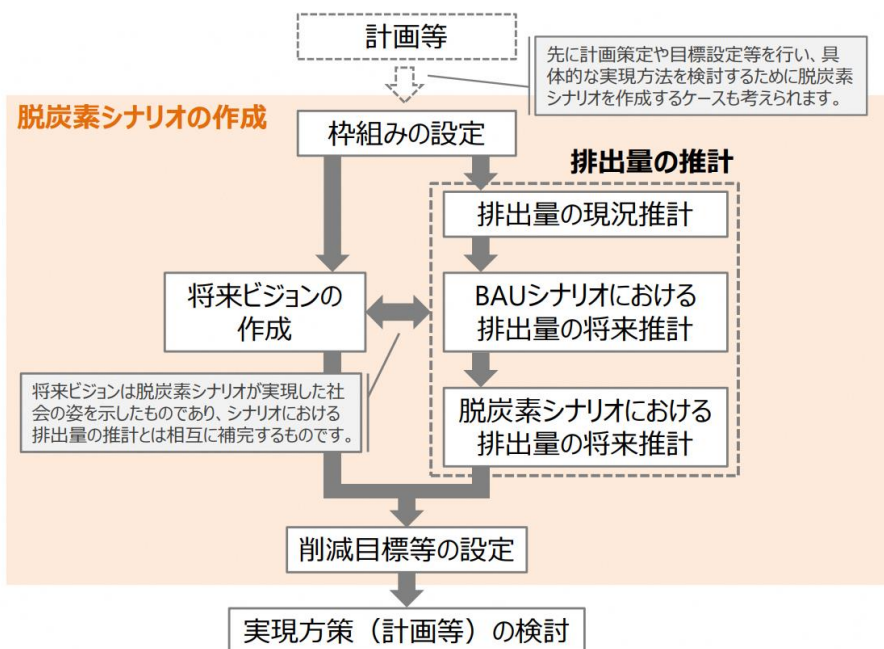 計画等
先に計画策定や目標設定等を行い、具
体的な実現方法を検討するために脱炭素
シナリオを作成するケースも考えられます。
脱炭素シナリオの作成
枠組みの設定
排出量の推計
排出量の現況推計
将来ビジョンの
作成
BAUシナリオにおける
排出量の将来推計
将来ビジョンは脱炭素シナリオが実現した社
会の姿を示したものであり、シナリオにおける
排出量の推計とは相互に補完するものです。
脱炭素シナリオにおける
排出量の将来推計
削減目標等の設定
実現方策（計画等）の検討